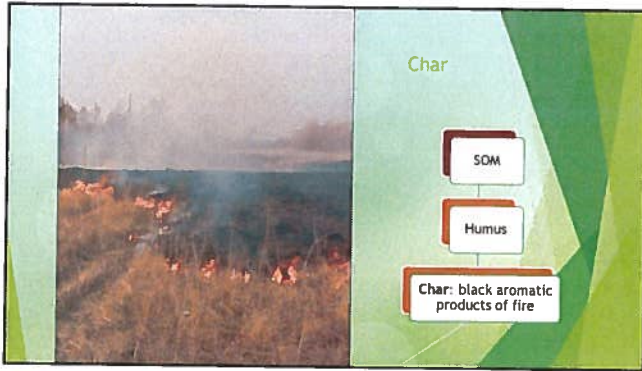 Char
SOM
Humus
Char: black aromatic
products of fire